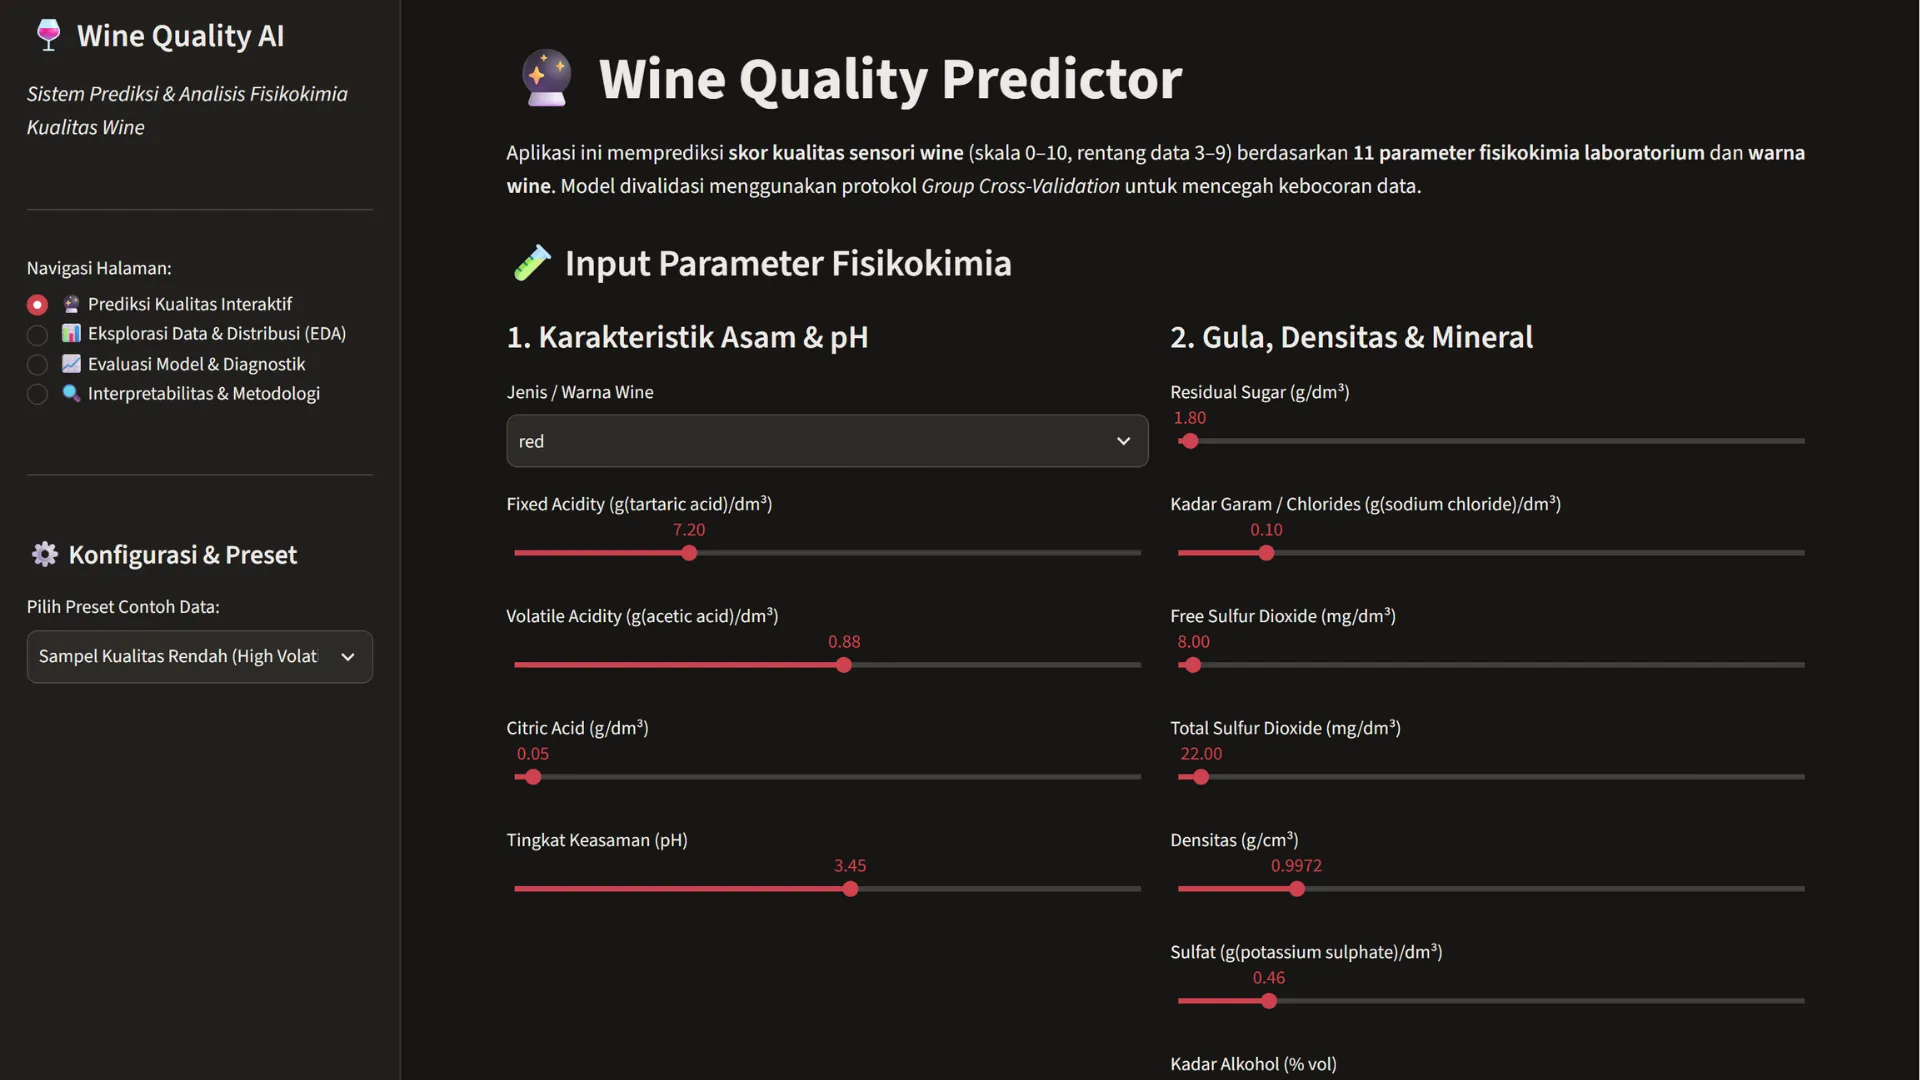 Wine Quality AI
Sistem Prediksi & Analisis Fisikokimia
Kualitas Wine
Navigasi Halaman:
Prediksi Kualitas Interaktif
Eksplorasi Data & Distribusi (EDA)
Evaluasi Model & Diagnostik
Interpretabilitas & Metodologi
Konfigurasi & Preset
Pilih Preset Contoh Data:
Sampel Kualitas Rendah (High Volati
Wine Quality Predictor
Aplikasi ini memprediksi skor kualitas sensori wine (skala 0–10, rentang data 3–9) berdasarkan 11 parameter fisikokimia laboratorium dan warna
wine. Model divalidasi menggunakan protokol Group Cross-Validation untuk mencegah kebocoran data.
Input Parameter Fisikokimia
1. Karakteristik Asam & pH
Jenis / Warna Wine
red
Fixed Acidity (g(tartaric acid)/dm³)
7.20
Volatile Acidity (g(acetic acid)/dm³)
0.88
Citric Acid (g/dm³)
0.05
Tingkat Keasaman (pH)
3.45
2. Gula, Densitas & Mineral
Residual Sugar (g/dm³)
1.80
Kadar Garam / Chlorides (g(sodium chloride)/dm³)
0.10
Free Sulfur Dioxide (mg/dm³)
8.00
Total Sulfur Dioxide (mg/dm³)
22.00
Densitas (g/cm³)
0.9972
Sulfat (g(potassium sulphate)/dm³)
0.46
Kadar Alkohol (% vol)